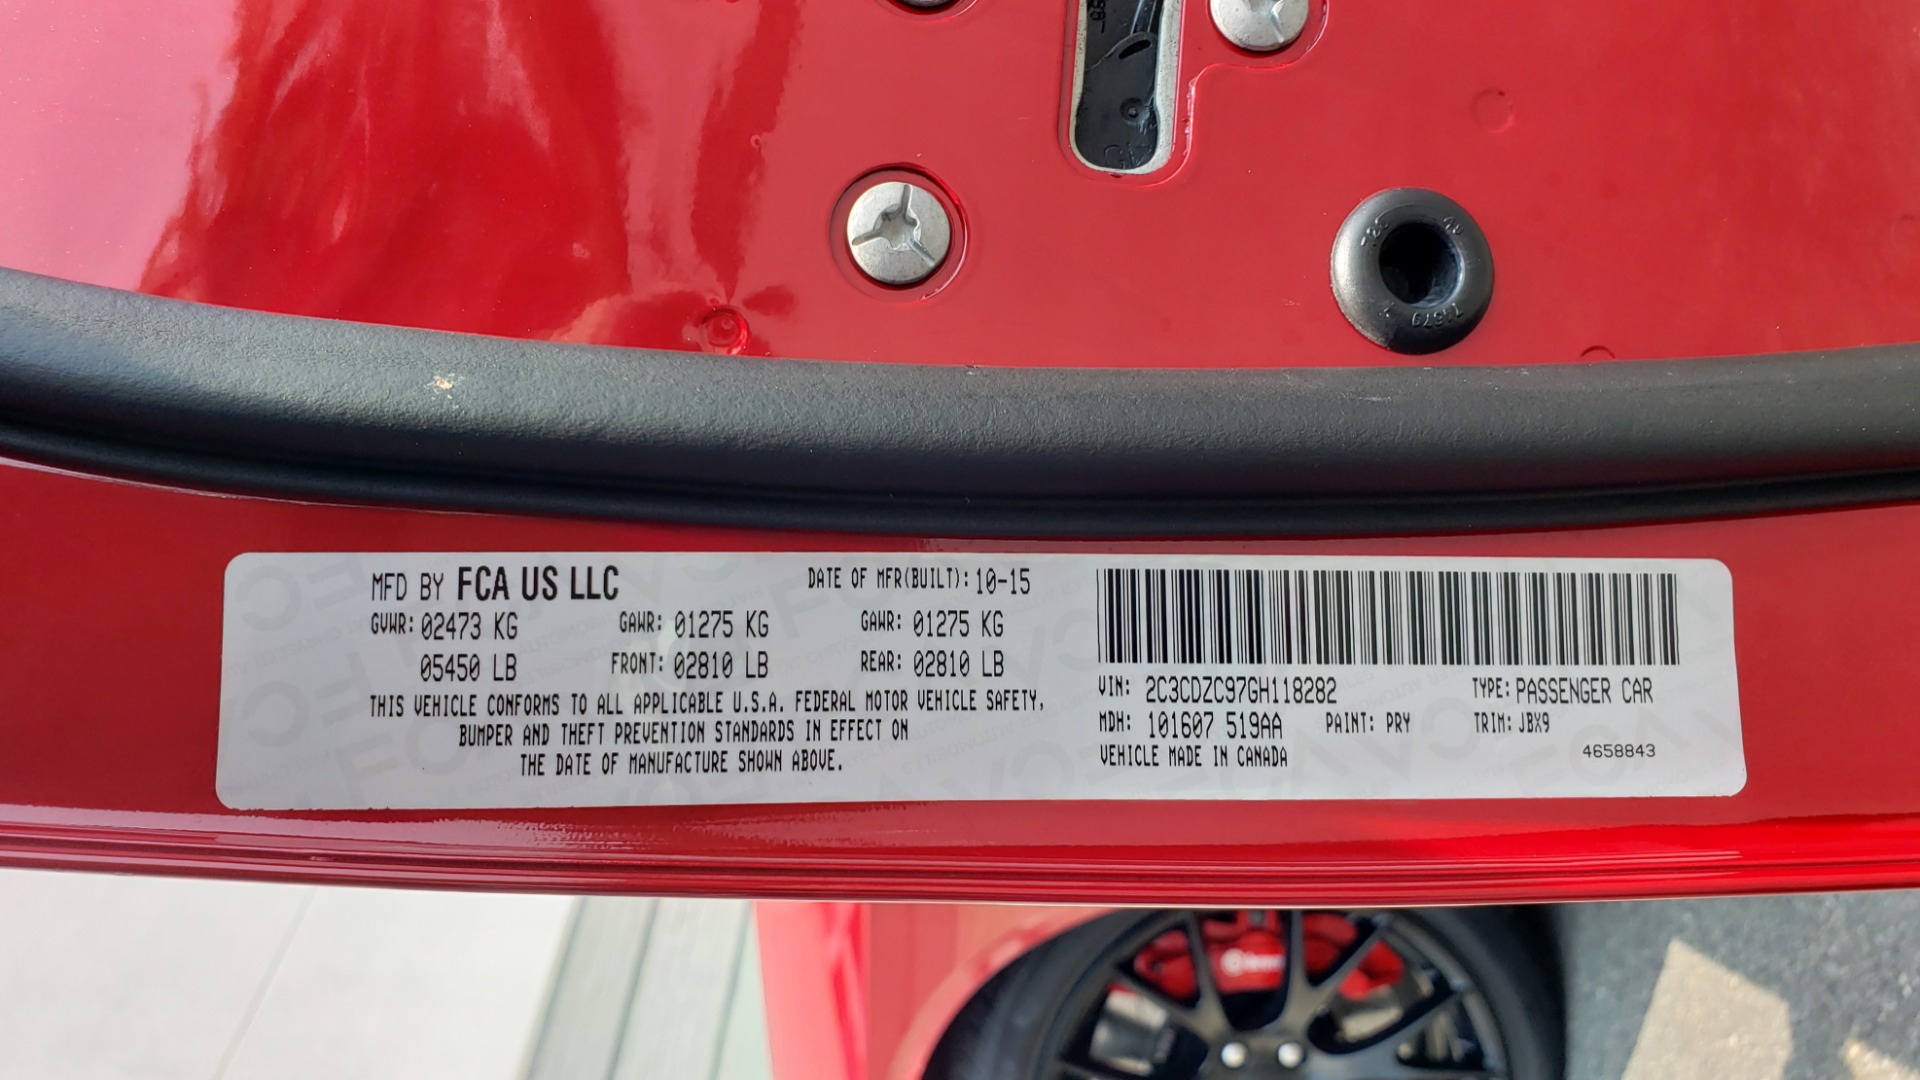 MFD BY FCA US LLC DATE OF MFR(BUILT): 10-15
GVWR: 02473 KG GAWR: 01275 KG GAWR: 01275 KG
05450 LB FRONT: 02810 LB REAR: 02810 LB
THIS VEHICLE CONFORMS TO ALL APPLICABLE U.S.A. FEDERAL MOTOR VEHICLE SAFETY,
BUMPER AND THEFT PREVENTION STANDARDS IN EFFECT ON
THE DATE OF MANUFACTURE SHOWN ABOVE.
VIN: 2C3CDZC97GH118282 TYPE: PASSENGER CAR
MDH: 101607 519AA PAINT: PRY TRIM: JBX9
VEHICLE MADE IN CANADA 4658843